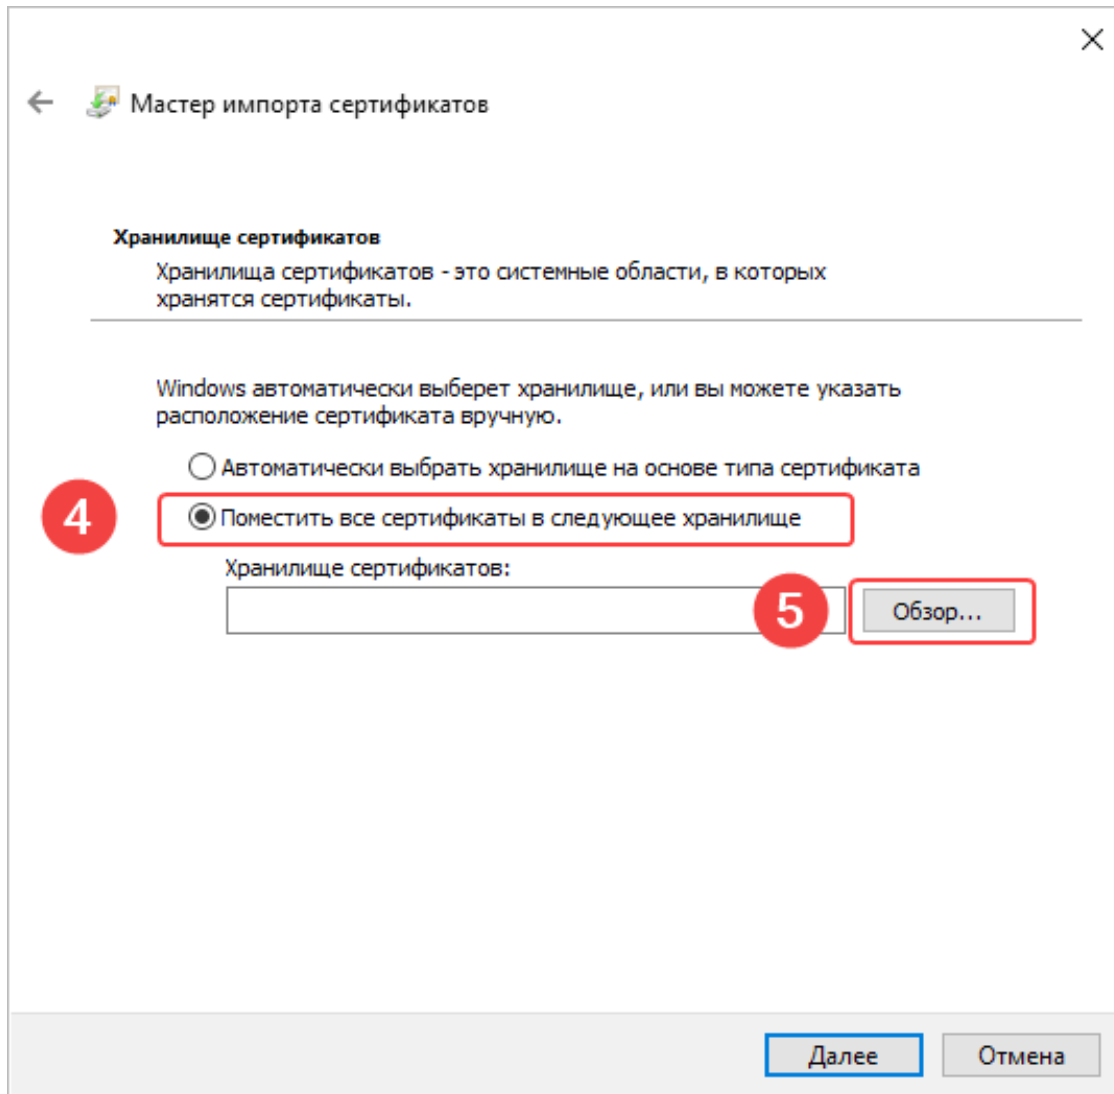 Мастер импорта сертификатов
Хранилище сертификатов
Хранилища сертификатов - это системные области, в которых
хранятся сертификаты.
Windows автоматически выберет хранилище, или вы можете указать
расположение сертификата вручную.
Автоматически выбрать хранилище на основе типа сертификата
4 Поместить все сертификаты в следующее хранилище
Хранилище сертификатов:
5 Обзор...
Далее Отмена